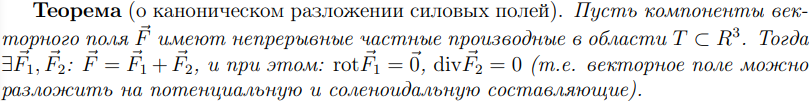 Теорема (о каноническом разложении силовых полей). Пусть компоненты век-
торного поля $\vec{F}$ имеют непрерывные частные производные в области $T \subset R^3$. Тогда
$\exists \vec{F}_1, \vec{F}_2$: $\vec{F} = \vec{F}_1 + \vec{F}_2$, и при этом: $\mathrm{rot}\vec{F}_1 = \vec{0}$, $\mathrm{div}\vec{F}_2 = 0$ (т.е. векторное поле можно
разложить на потенциальную и соленоидальную составляющие).